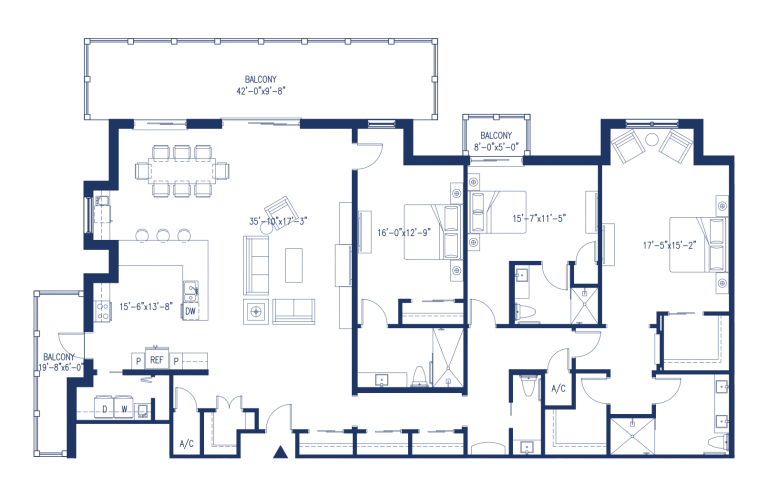 BALCONY
42'-0"x9'-8"
BALCONY
8'-0"x5'-0"
35'-10"x17'-3"
16'-0"x12'-9"
15'-7"x11'-5"
17'-5"x15'-2"
15'-6"x13'-8"
DW
BALCONY
19'-8"x6'-0"
P
REF
P
D
W
A/C
A/C